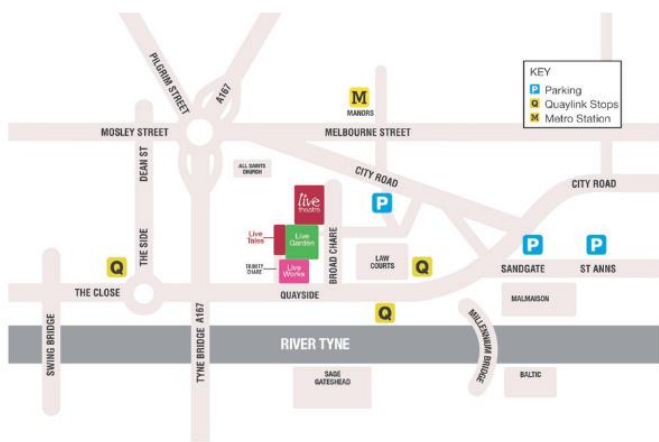 KEY
P Parking
Q Quaylink Stops
M Metro Station
PILGRIM STREET
A167
M
MANORS
MOSLEY STREET
MELBOURNE STREET
DEAN ST
ALL SAINTS
CHURCH
CITY ROAD
CITY ROAD
live
theatre
P
Live
Tales
Live
Garden
BROAD CHARE
THE SIDE
LAW
COURTS
P
P
Q
TRINITY
CHARE
Live
Works
Q
SANDGATE
ST ANNS
THE CLOSE
QUAYSIDE
MALMAISON
Q
SWING BRIDGE
TYNE BRIDGE A167
RIVER TYNE
MILLENNIUM BRIDGE
SAGE
GATESHEAD
BALTIC